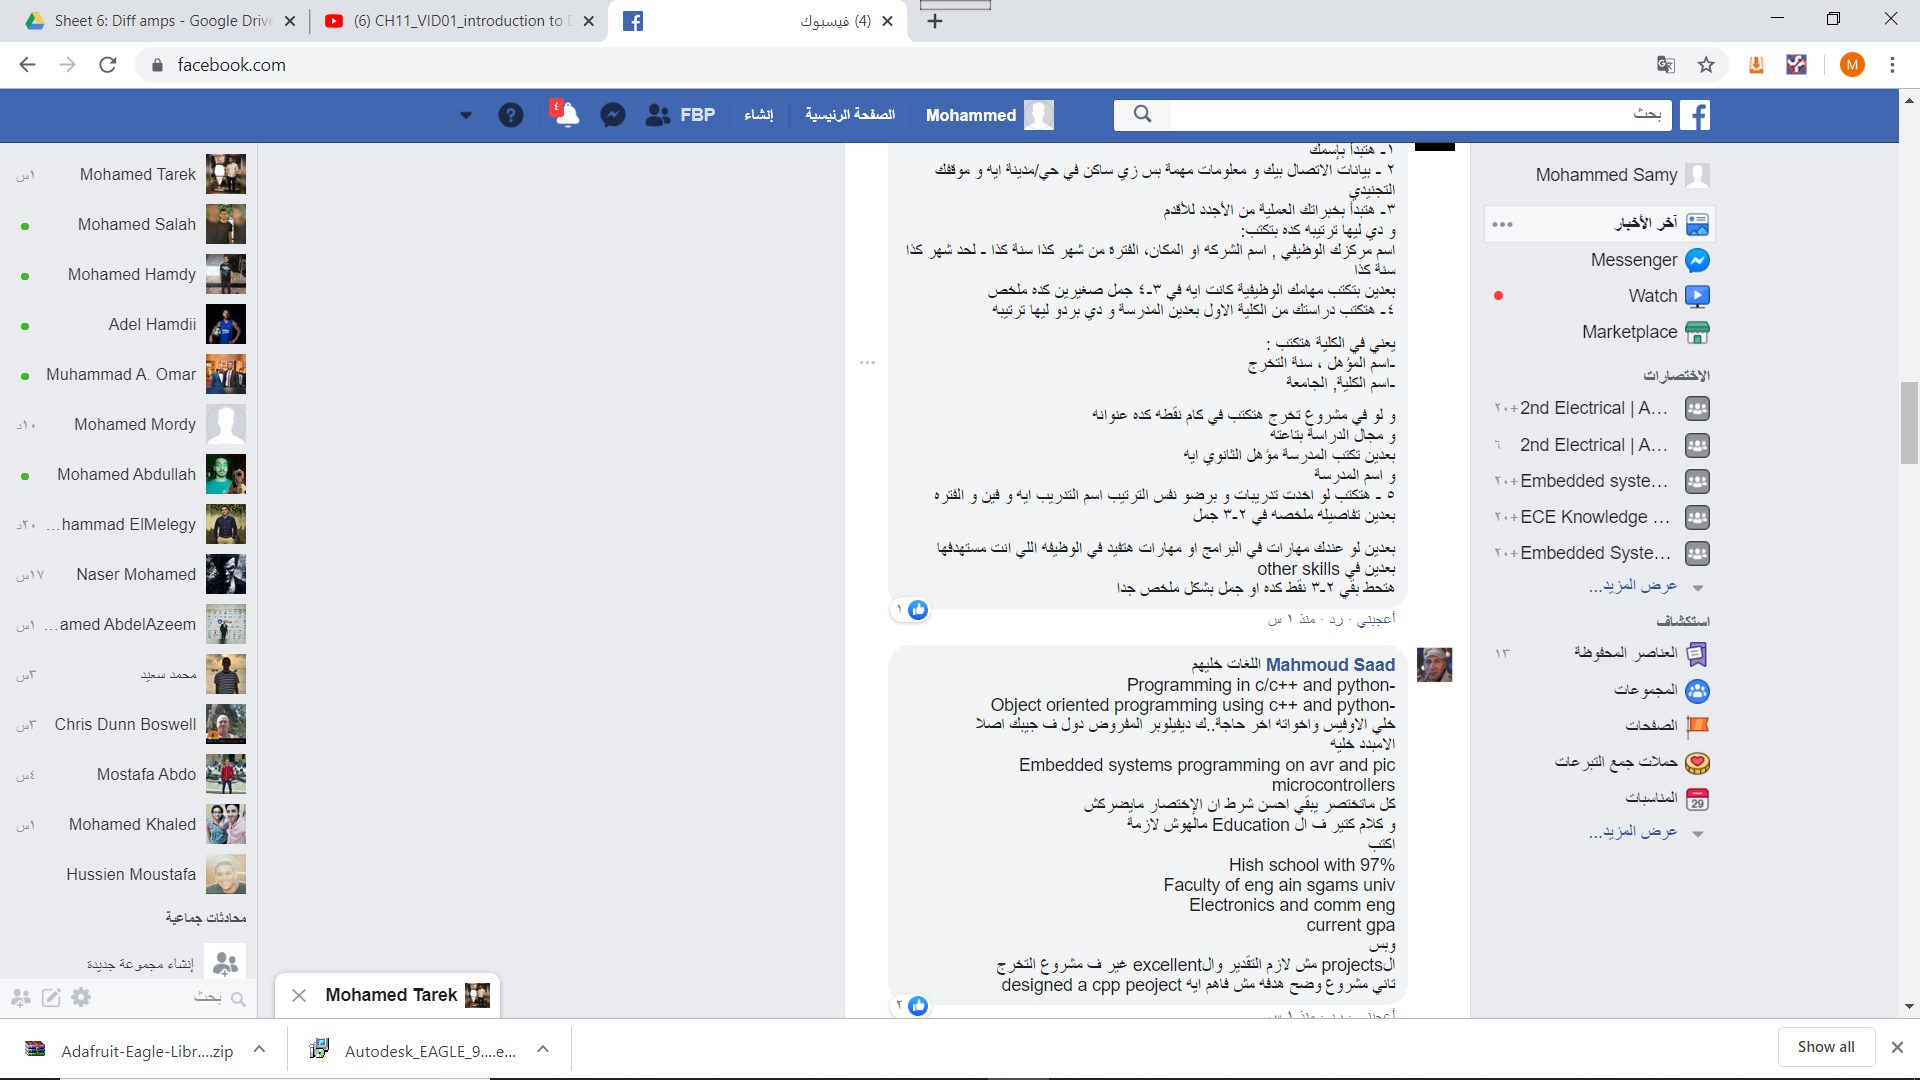 Sheet 6: Diff amps - Google Drive
(6) CH11_VID01_introduction to D
(4) فيسبوك
facebook.com
M
٤
FBP
إنشاء
الصفحة الرئيسية
Mohammed
بحث
Mohamed Tarek
١س
Mohamed Salah
Mohamed Hamdy
Adel Hamdii
Muhammad A. Omar
Mohamed Mordy
١٠د
Mohamed Abdullah
...hammad ElMelegy
٢٠د
Naser Mohamed
١٧س
...amed AbdelAzeem
١س
محمد سعيد
٣س
Chris Dunn Boswell
٣س
Mostafa Abdo
٤س
Mohamed Khaled
١س
Hussien Moustafa
محادثات جماعية
إنشاء مجموعة جديدة
بحث
Mohamed Tarek
١- هتبدأ بإسمك
٢ - بيانات الاتصال بيك و معلومات مهمة بس زي ساكن في حي/مدينة ايه و موقفك
التجنيدي
٣- هتبدأ بخبراتك العملية من الأجدد للأقدم
و دي ليها ترتيبه كده بتكتب:
اسم مركزك الوظيفي , اسم الشركه او المكان، الفترة من شهر كذا سنة كذا - لحد شهر كذا
سنة كذا
بعدين بتكتب مهامك الوظيفية كانت ايه في ٣-٤ جمل صغيرين كده ملخص
٤- هتكتب دراستك من الكلية الاول بعدين المدرسة و دي بردو ليها ترتيبه
يعني في الكلية هتكتب :
-اسم المؤهل ، سنة التخرج
-اسم الكلية, الجامعة
و لو في مشروع تخرج هتكتب في كام نقطه كده عنوانه
و مجال الدراسة بتاعته
بعدين تكتب المدرسة مؤهل الثانوي ايه
و اسم المدرسة
٥ - هتكتب لو اخدت تدريبات و برضو نفس الترتيب اسم التدريب ايه و فين و الفتره
بعدين تفاصيله ملخصه في ٢-٣ جمل
بعدين لو عندك مهارات في البرامج او مهارات هتفيد في الوظيفه اللي انت مستهدفها
بعدين في other skills
هتحط بقي ٢-٣ نقط كده او جمل بشكل ملخص جدا
١
أعجبني · رد · منذ ١ س
Mahmoud Saad اللغات خليهم
Programming in c/c++ and python-
Object oriented programming using c++ and python-
خلي الاوفيس واخواته اخر حاجة..ك ديفيلوبر المفروض دول ف جيبك اصلا
الامبدد خليه
Embedded systems programming on avr and pic
microcontrollers
كل ماتختصر يبقي احسن شرط ان الإختصار مايضركش
و كلام كتير ف ال Education مالهوش لازمة
اكتب
Hish school with 97%
Faculty of eng ain sgams univ
Electronics and comm eng
current gpa
وبس
الprojects مش لازم التقدير والexcellent غير ف مشروع التخرج
تاني مشروع وضح هدفه مش فاهم ايه designed a cpp peoject
٢
أعجبني · رد · منذ ١ س
Mohammed Samy
آخر الأخبار
Messenger
Watch
Marketplace
الاختصارات
2nd Electrical | A...
٢٠+
2nd Electrical | A...
٦
Embedded syste...
٢٠+
ECE Knowledge ...
٢٠+
Embedded Syste...
٢٠+
عرض المزيد...
استكشاف
العناصر المحفوظة
١٣
المجموعات
الصفحات
حملات جمع التبرعات
المناسبات
29
عرض المزيد...
Adafruit-Eagle-Libr....zip
Autodesk_EAGLE_9....e...
Show all